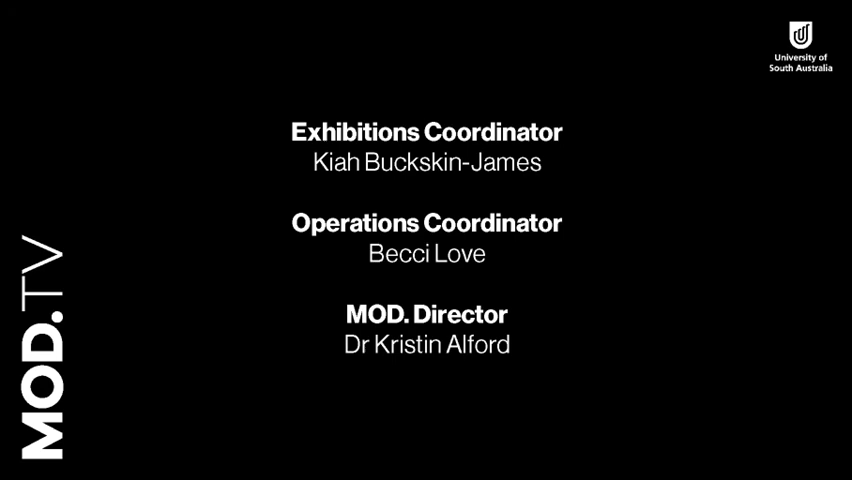 University of
South Australia
Exhibitions Coordinator
Kiah Buckskin-James
Operations Coordinator
Becci Love
MOD. Director
Dr Kristin Alford
MOD.TV